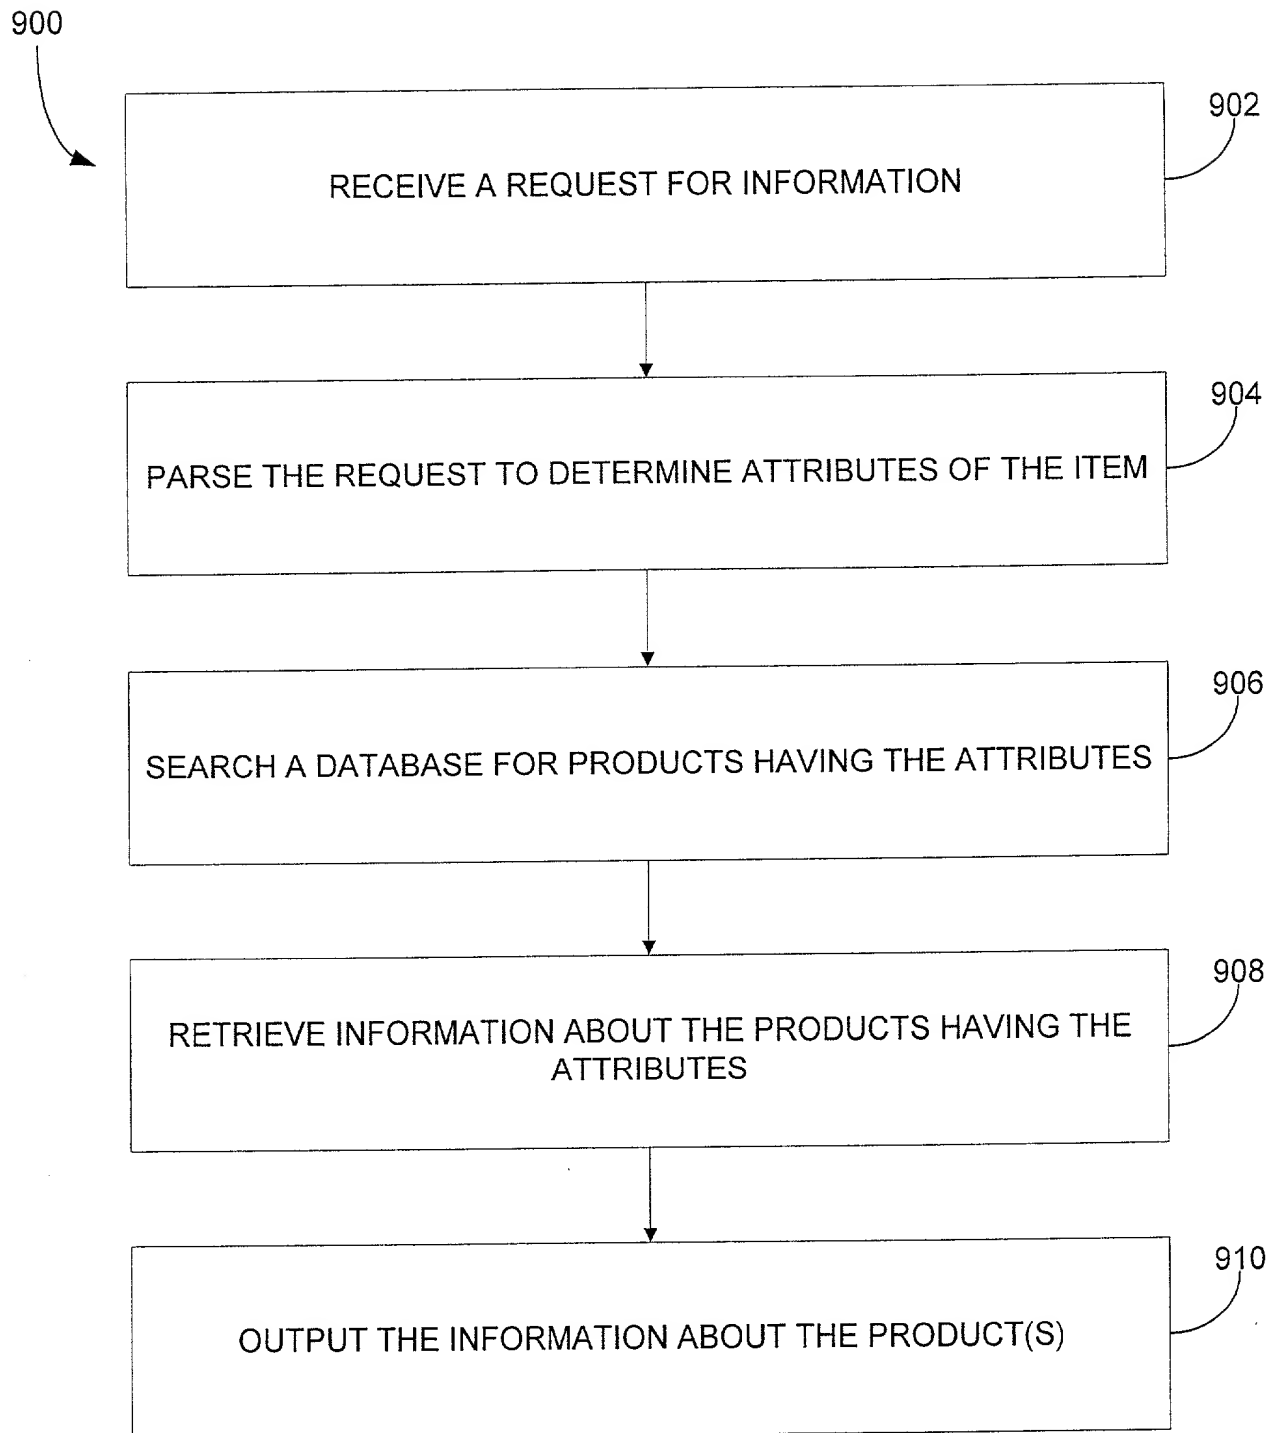 900
902
RECEIVE A REQUEST FOR INFORMATION
904
PARSE THE REQUEST TO DETERMINE ATTRIBUTES OF THE ITEM
906
SEARCH A DATABASE FOR PRODUCTS HAVING THE ATTRIBUTES
908
RETRIEVE INFORMATION ABOUT THE PRODUCTS HAVING THE
ATTRIBUTES
910
OUTPUT THE INFORMATION ABOUT THE PRODUCT(S)